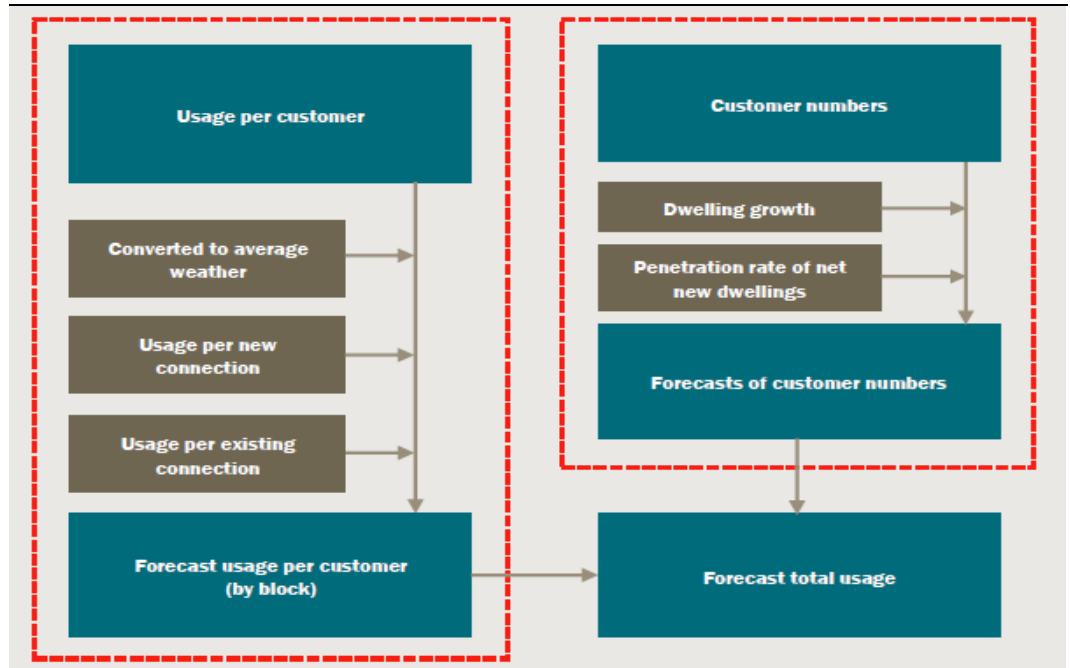 Usage per customer
Converted to average
weather
Usage per new
connection
Usage per existing
connection
Forecast usage per customer
(by block)
Customer numbers
Dwelling growth
Penetration rate of net
new dwellings
Forecasts of customer numbers
Forecast total usage